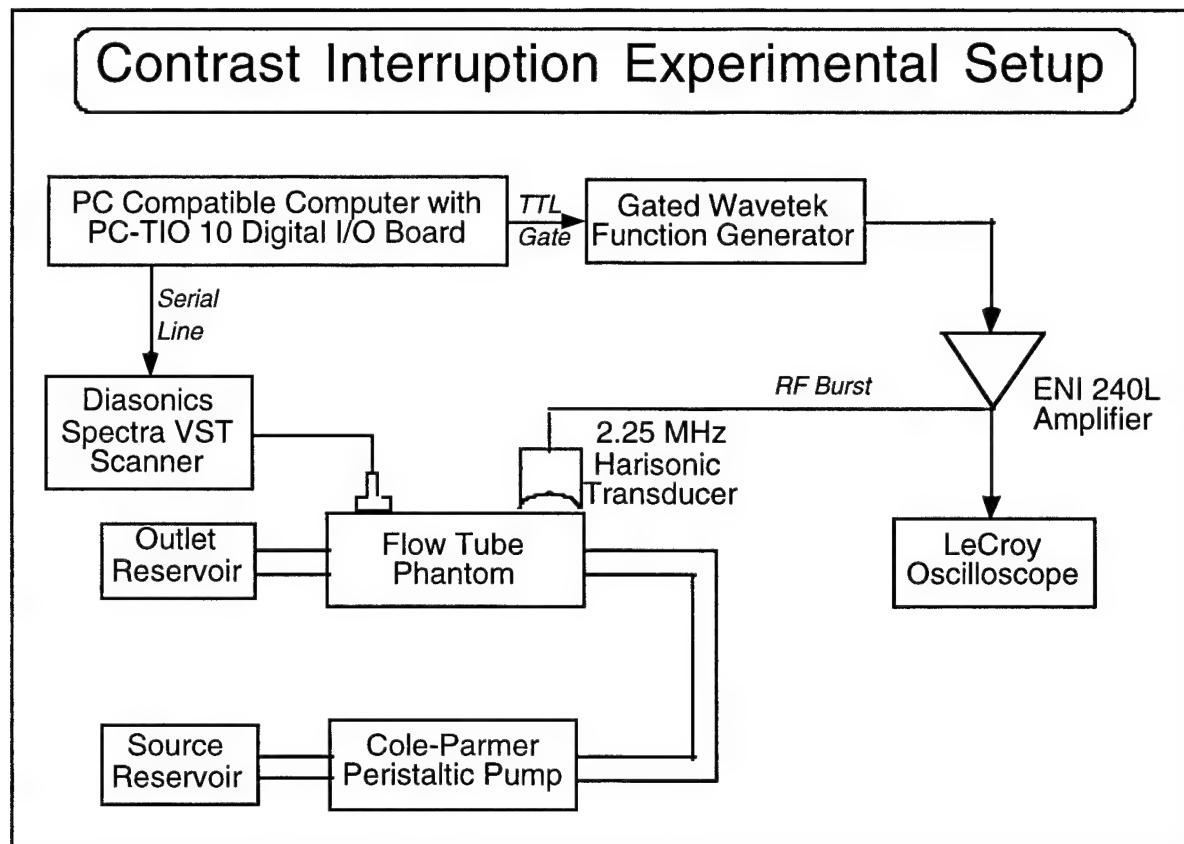 Contrast Interruption Experimental Setup
PC Compatible Computer with
PC-TIO 10 Digital I/O Board
TTL
Gate
Gated Wavetek
Function Generator
Serial
Line
Diasonics
Spectra VST
Scanner
RF Burst
ENI 240L
Amplifier
2.25 MHz
Harisonic
Transducer
Outlet
Reservoir
Flow Tube
Phantom
LeCroy
Oscilloscope
Source
Reservoir
Cole-Parmer
Peristaltic Pump